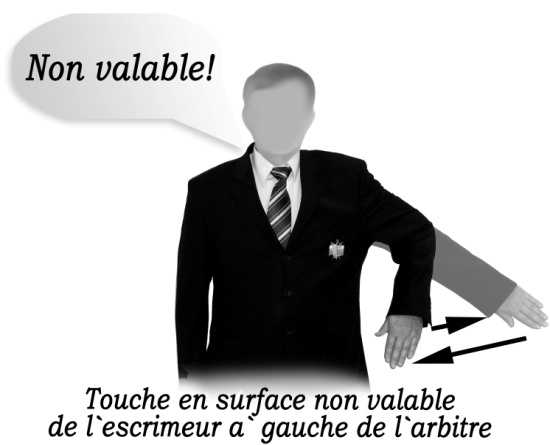 Non valable!
Touche en surface non valable
de l`escrimeur a` gauche de l`arbitre